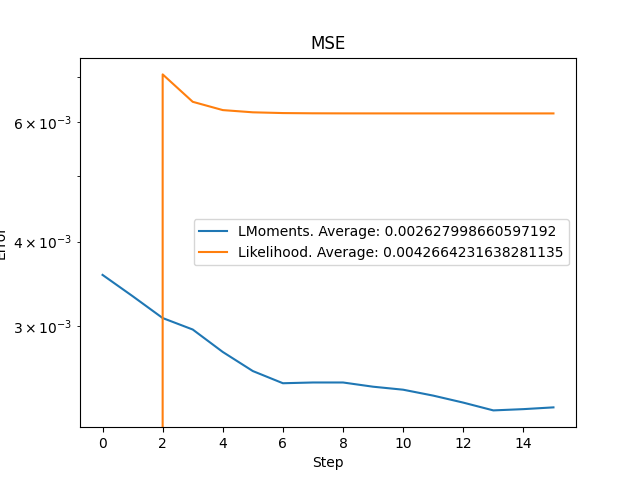 MSE
6 × 10⁻³
4 × 10⁻³
3 × 10⁻³
Error
LMoments. Average: 0.002627998660597192
Likelihood. Average: 0.0042664231638281135
0 2 4 6 8 10 12 14
Step